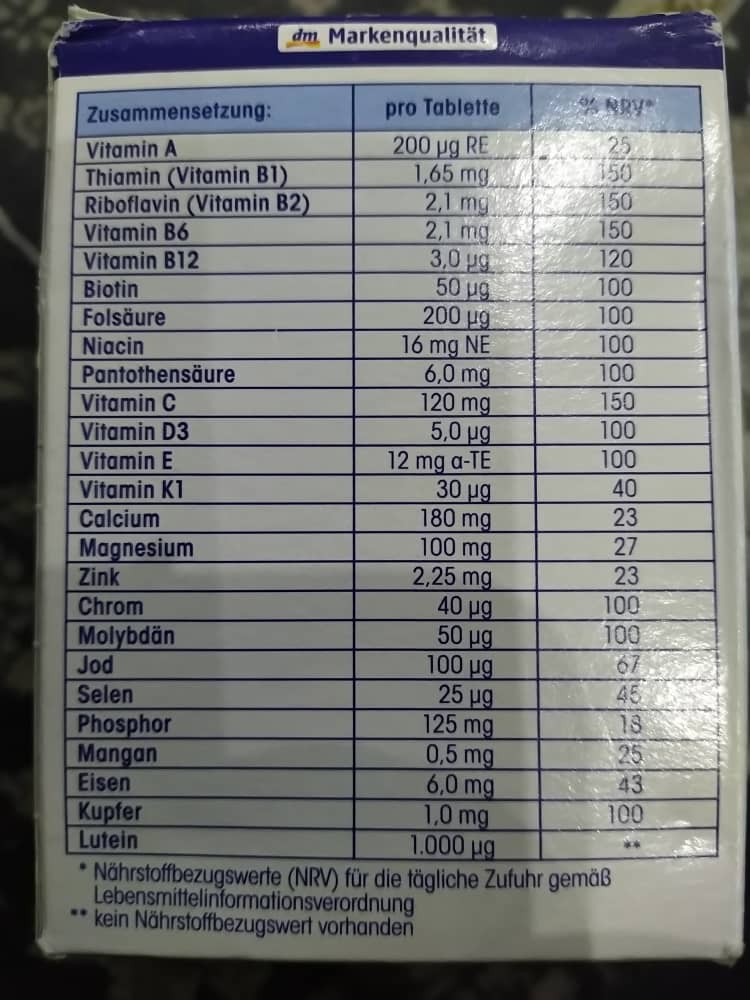 dm Markenqualität
Zusammensetzung: pro Tablette % NRV*
Vitamin A 200 µg RE 25
Thiamin (Vitamin B1) 1,65 mg 150
Riboflavin (Vitamin B2) 2,1 mg 150
Vitamin B6 2,1 mg 150
Vitamin B12 3,0 µg 120
Biotin 50 µg 100
Folsäure 200 µg 100
Niacin 16 mg NE 100
Pantothensäure 6,0 mg 100
Vitamin C 120 mg 150
Vitamin D3 5,0 µg 100
Vitamin E 12 mg α-TE 100
Vitamin K1 30 µg 40
Calcium 180 mg 23
Magnesium 100 mg 27
Zink 2,25 mg 23
Chrom 40 µg 100
Molybdän 50 µg 100
Jod 100 µg 67
Selen 25 µg 45
Phosphor 125 mg 18
Mangan 0,5 mg 25
Eisen 6,0 mg 43
Kupfer 1,0 mg 100
Lutein 1.000 µg **
* Nährstoffbezugswerte (NRV) für die tägliche Zufuhr gemäß
Lebensmittelinformationsverordnung
** kein Nährstoffbezugswert vorhanden